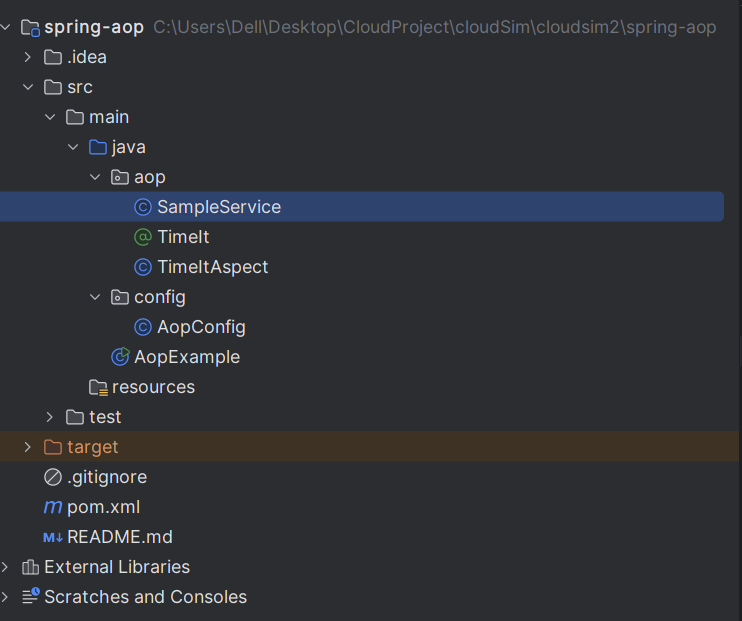 spring-aop C:\Users\Dell\Desktop\CloudProject\cloudSim\cloudsim2\spring-aop
.idea
src
main
java
aop
SampleService
TimeIt
TimeItAspect
config
AopConfig
AopExample
resources
test
target
.gitignore
pom.xml
README.md
External Libraries
Scratches and Consoles